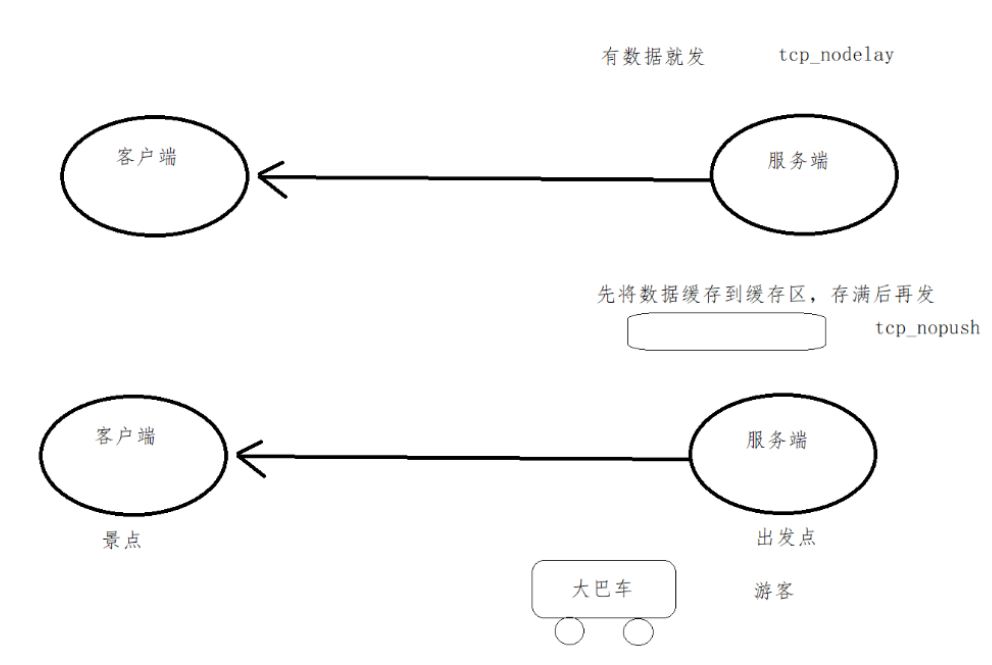 有数据就发 tcp_nodelay
客户端
服务端
先将数据缓存到缓存区，存满后再发
tcp_nopush
客户端
服务端
景点
出发点
大巴车
游客